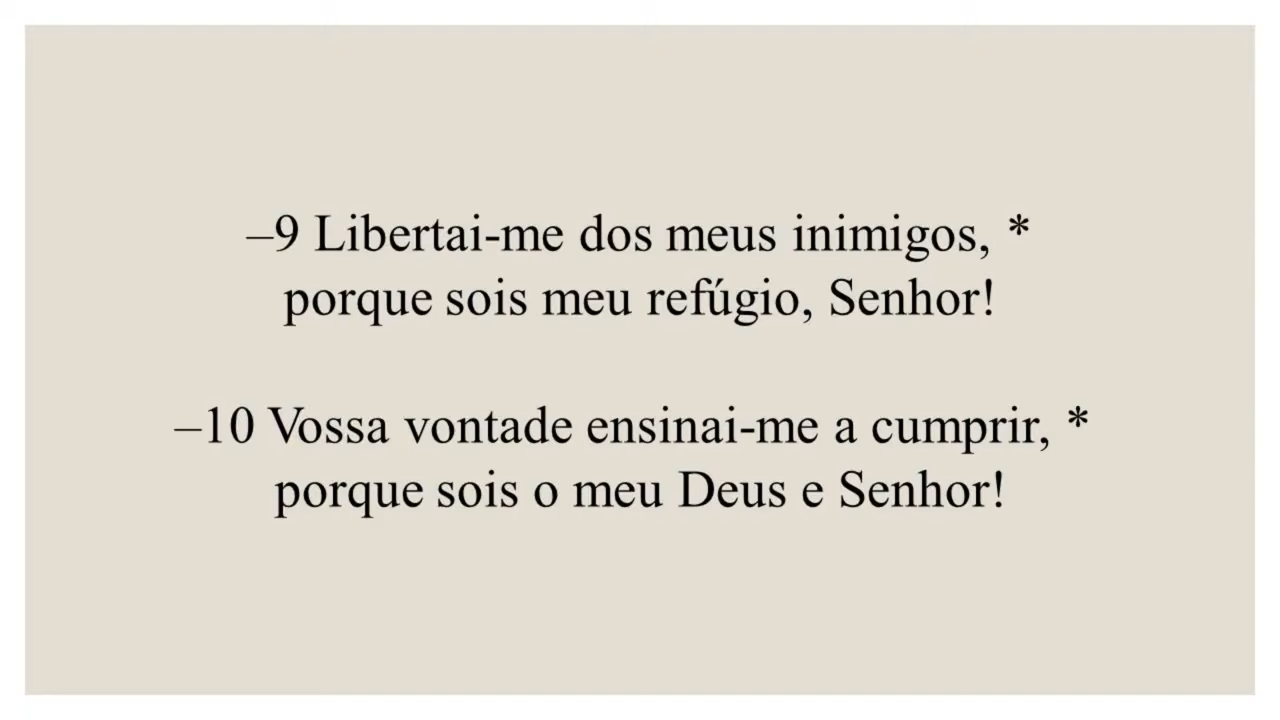 –9 Libertai-me dos meus inimigos, *
porque sois meu refúgio, Senhor!
–10 Vossa vontade ensinai-me a cumprir, *
porque sois o meu Deus e Senhor!